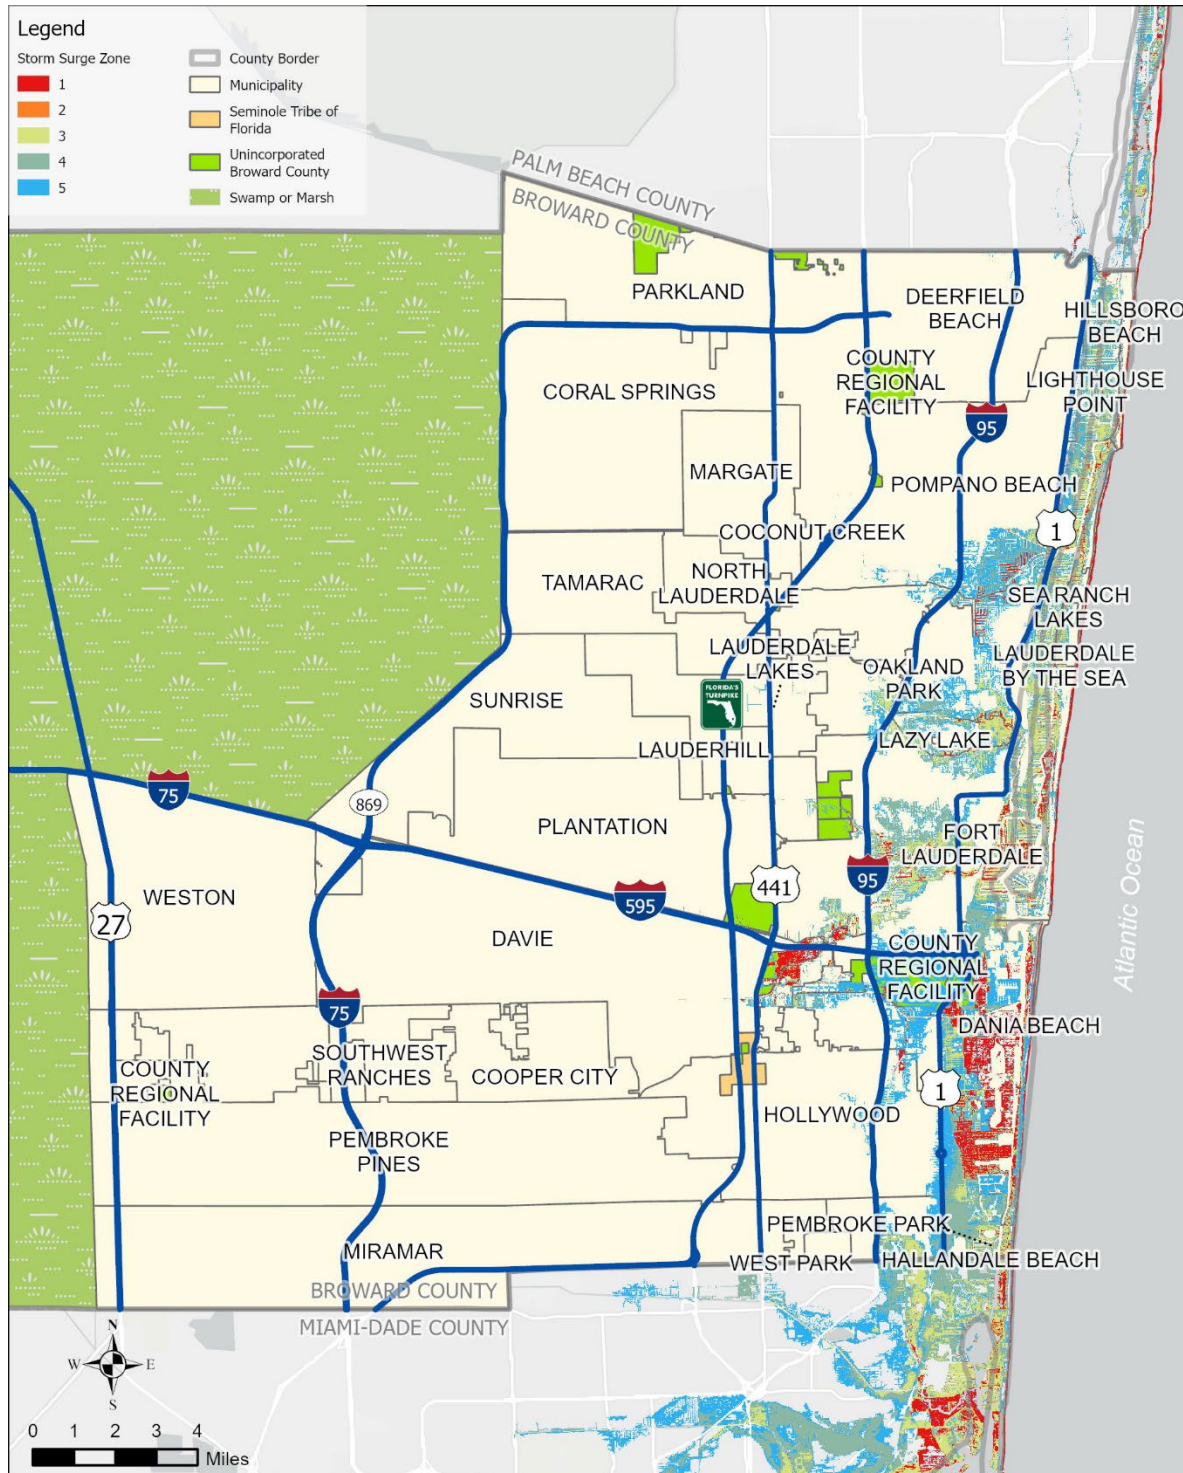 Legend
Storm Surge Zone
1
2
3
4
5
County Border
Municipality
Seminole Tribe of
Florida
Unincorporated
Broward County
Swamp or Marsh
PALM BEACH COUNTY
BROWARD COUNTY
PARKLAND
DEERFIELD
BEACH
HILLSBORO
BEACH
COUNTY
REGIONAL
FACILITY
CORAL SPRINGS
LIGHTHOUSE
POINT
95
MARGATE
POMPANO BEACH
1
COCONUT CREEK
TAMARAC
NORTH
LAUDERDALE
SEA RANCH
LAKES
LAUDERDALE
LAKES
OAKLAND
PARK
LAUDERDALE
BY THE SEA
SUNRISE
FLORIDA'S
TURNPIKE
LAUDERHILL
LAZY LAKE
75
869
PLANTATION
FORT
LAUDERDALE
WESTON
27
595
441
95
Atlantic Ocean
DAVIE
COUNTY
REGIONAL
FACILITY
75
DANIA BEACH
COUNTY
REGIONAL
FACILITY
SOUTHWEST
RANCHES
COOPER CITY
1
HOLLYWOOD
PEMBROKE
PINES
PEMBROKE PARK
MIRAMAR
WEST PARK
HALLANDALE BEACH
BROWARD COUNTY
MIAMI-DADE COUNTY
N
W
E
S
0 1 2 3 4
Miles